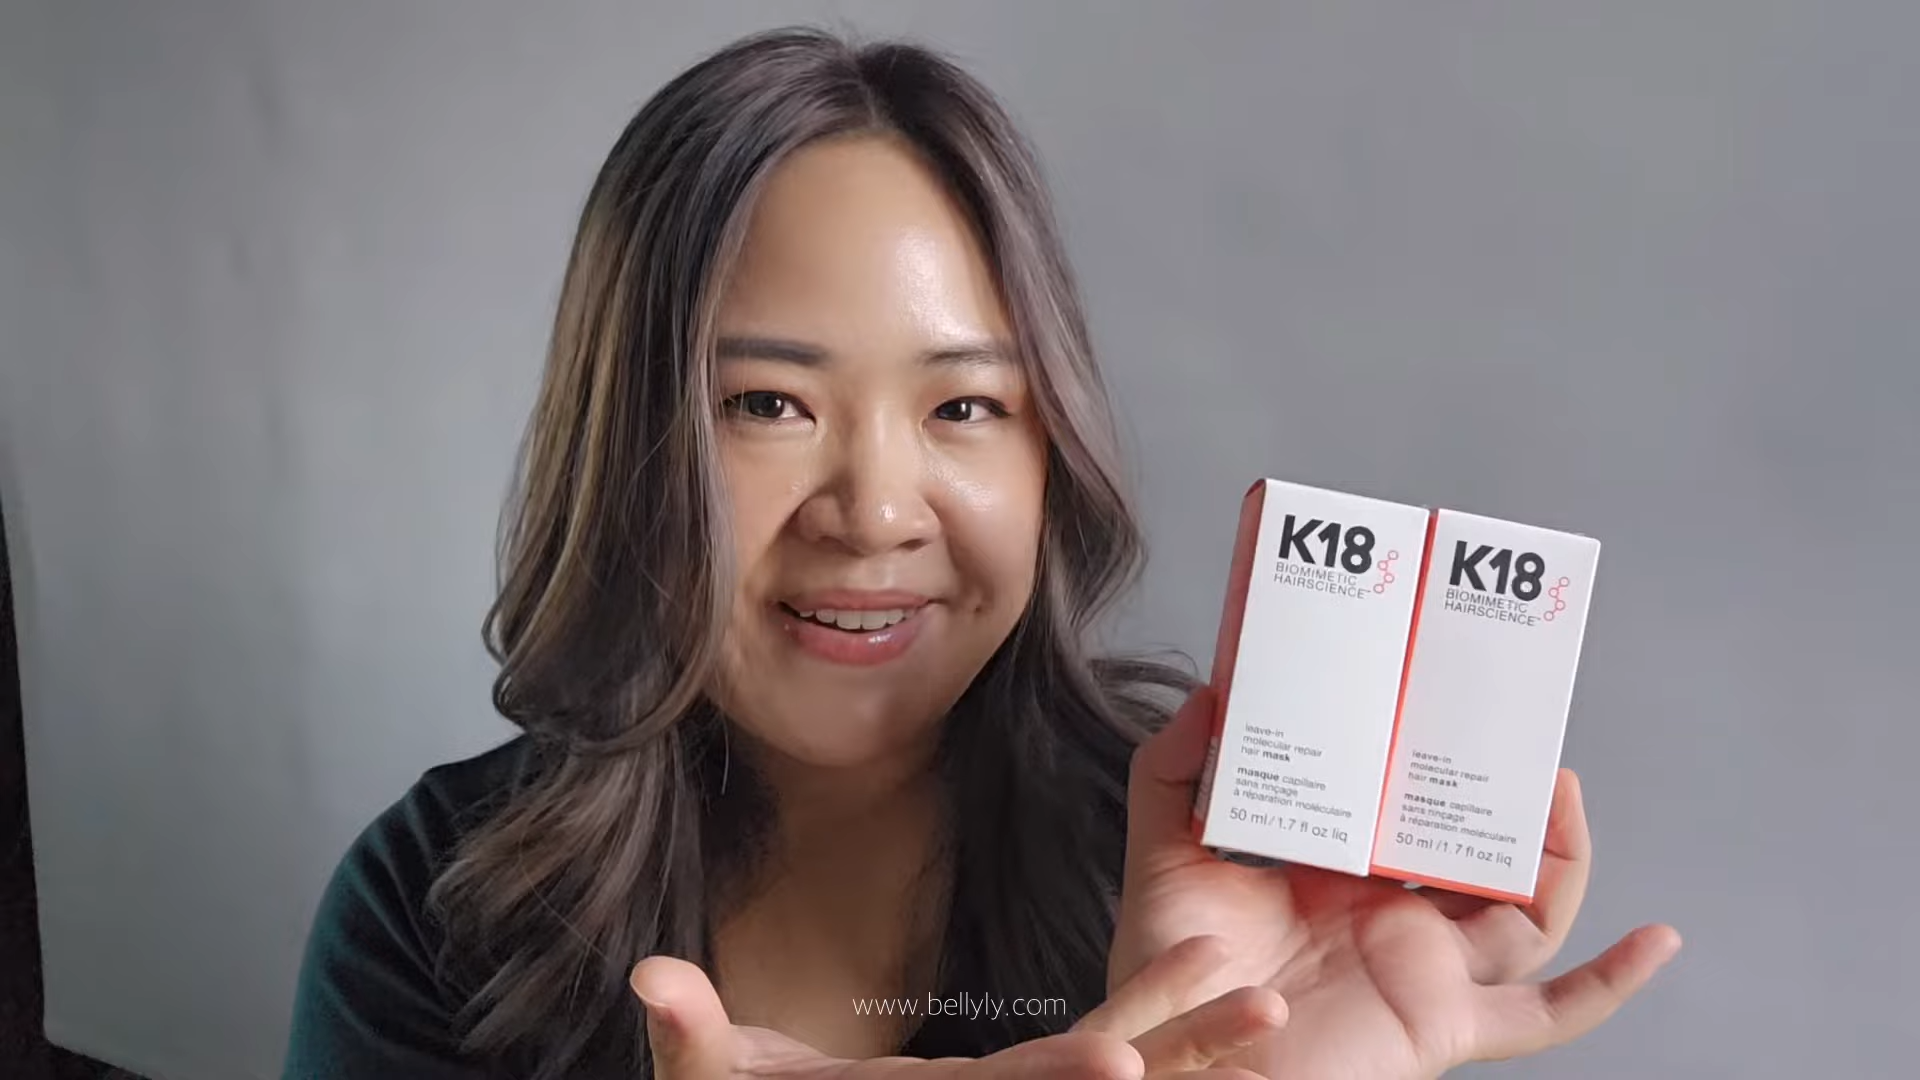 K18
BIOMIMETIC
HAIRSCIENCE™
leave-in
molecular repair
hair mask
masque capillaire
sans rinçage
à réparation moléculaire
50 ml/1.7 fl oz liq
K18
BIOMIMETIC
HAIRSCIENCE™
leave-in
molecular repair
hair mask
masque capillaire
sans rinçage
à réparation moléculaire
50 ml/1.7 fl oz liq
www.bellyly.com